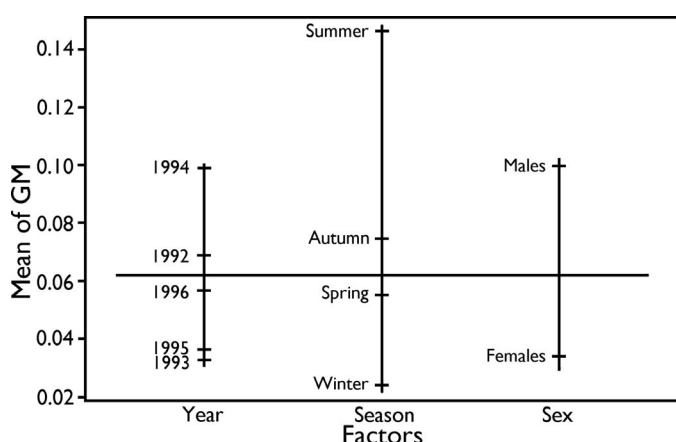 Mean of GM
0.14
0.12
0.10
0.08
0.06
0.04
0.02
1994
1992
1996
1995
1993
Summer
Autumn
Spring
Winter
Males
Females
Year
Season
Sex
Factors